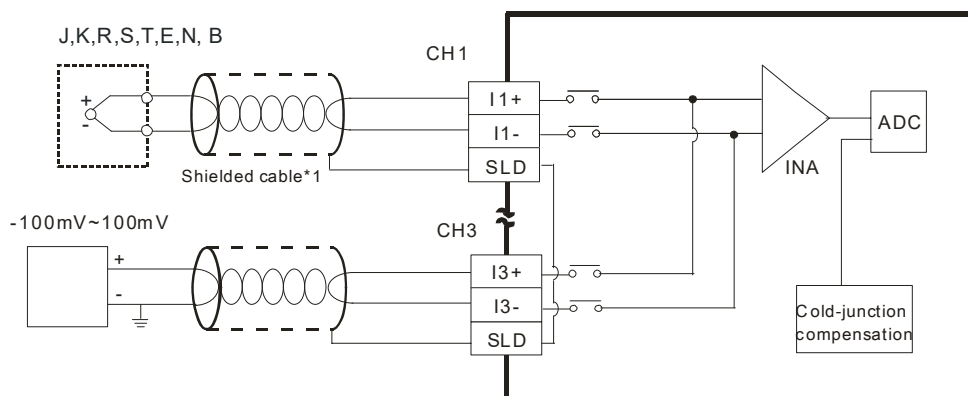 J,K,R,S,T,E,N, B
CH1
+
-
I1+
I1-
SLD
Shielded cable*1
INA
ADC
-100mV~100mV
CH3
+
-
I3+
I3-
SLD
Cold-junction
compensation